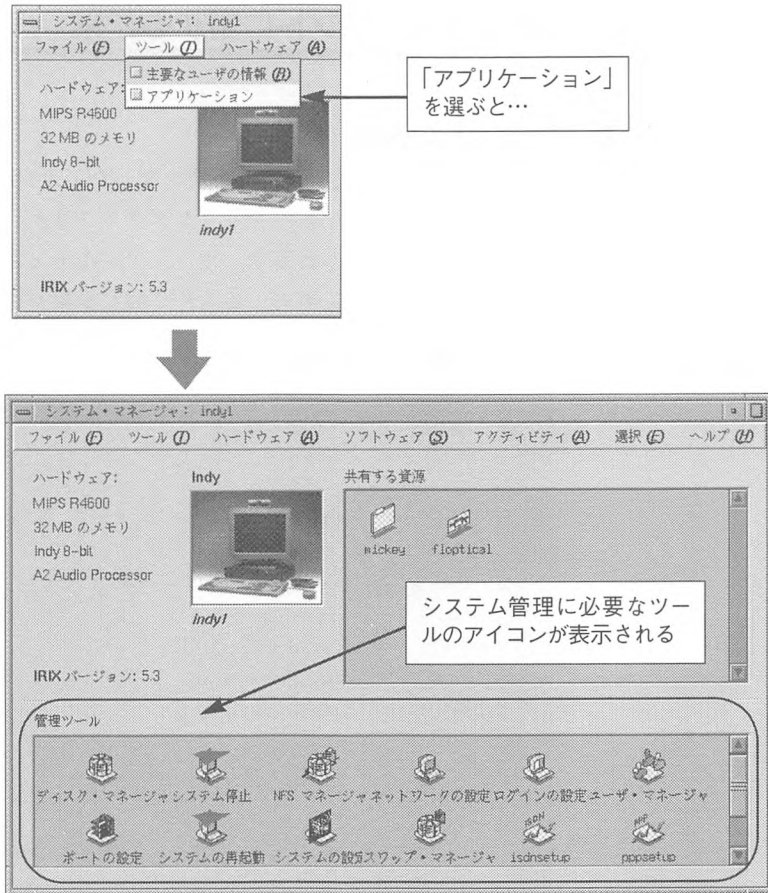 システム・マネージャ： indy1
ファイル(F) ツール(T) ハードウェア(A)
主要なユーザの情報(R)
アプリケーション
ハードウェア:
MIPS R4600
32 MB のメモリ
Indy 8-bit
A2 Audio Processor
indy1
IRIX バージョン: 5.3
「アプリケーション」
を選ぶと…
システム・マネージャ： indy1
ファイル(F) ツール(T) ハードウェア(A) ソフトウェア(S) アクティビティ(A) 選択(E) ヘルプ(H)
ハードウェア:
MIPS R4600
32 MB のメモリ
Indy 8-bit
A2 Audio Processor
Indy
indy1
IRIX バージョン: 5.3
共有する資源
mickey floptical
システム管理に必要なツー
ルのアイコンが表示される
管理ツール
ディスク・マネージャ システム停止 NFS マネージャ ネットワークの設定 ログインの設定 ユーザ・マネージャ
ISDN PPP
ポートの設定 システムの再起動 システムの設定 スワップ・マネージャ isdnsetup pppsetup